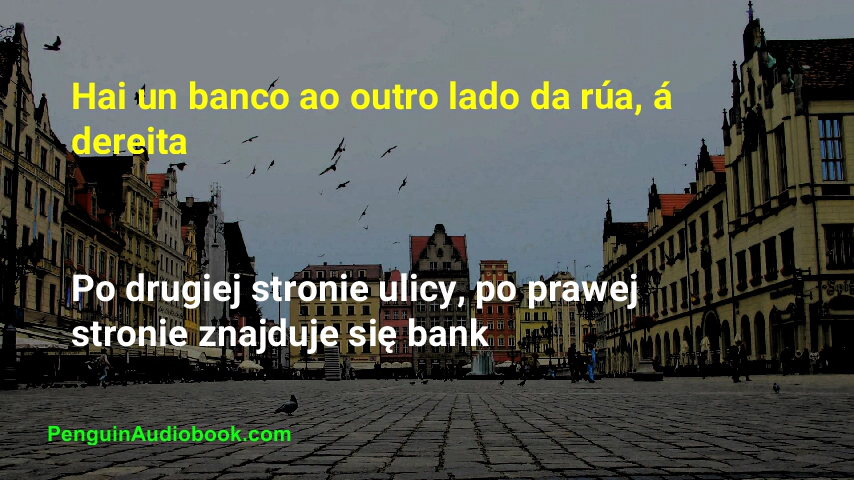 Hai un banco ao outro lado da rúa, á
dereita
Po drugiej stronie ulicy, po prawej
stronie znajduje się bank
PenguinAudiobook.com